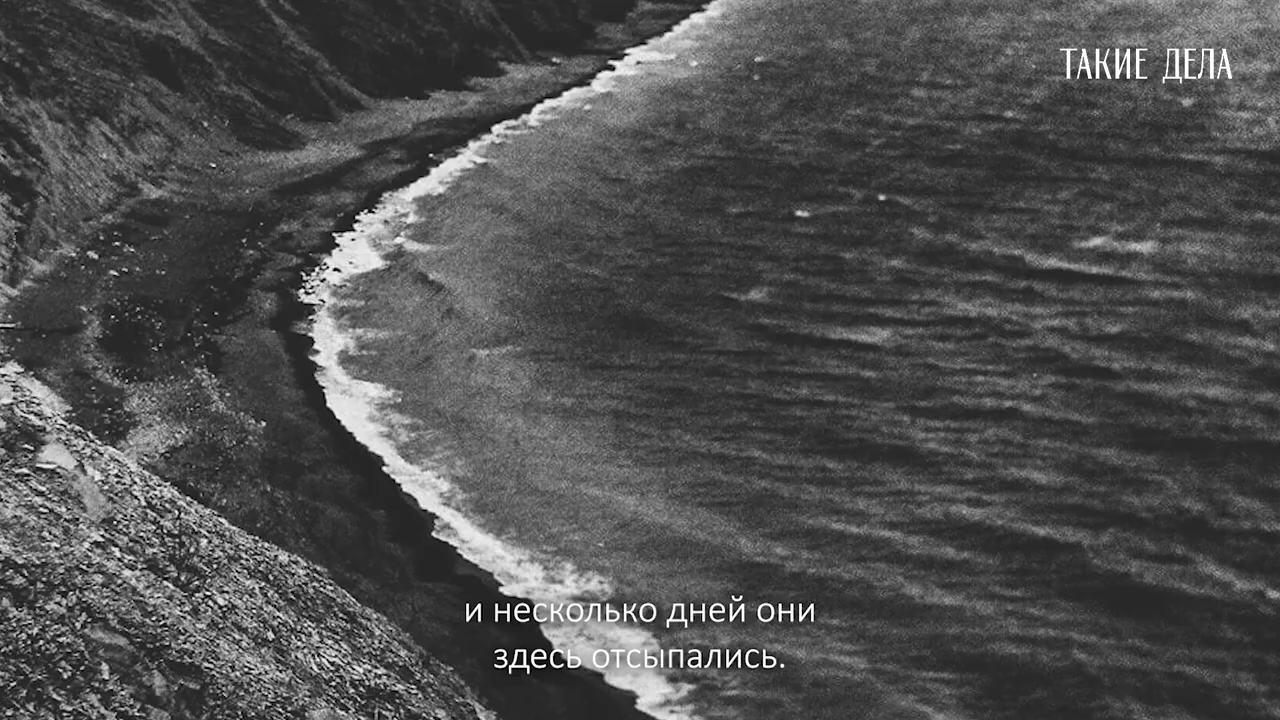 ТАКИЕ ДЕЛА
и несколько дней они
здесь отсыпались.